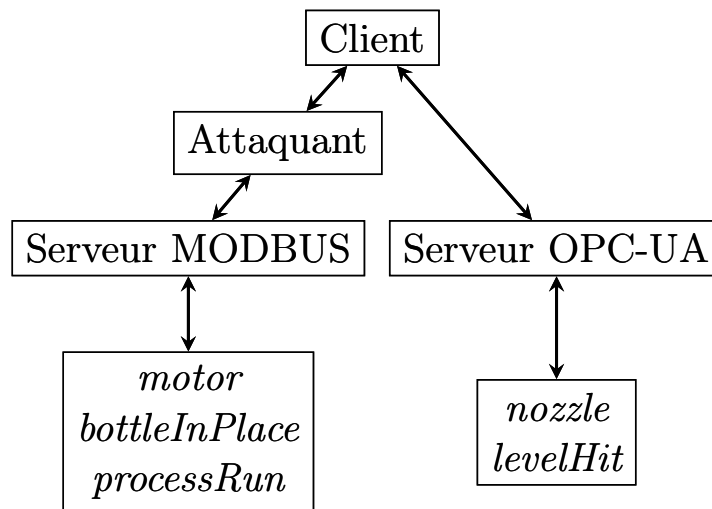 Client
Attaquant
Serveur MODBUS
Serveur OPC-UA
motor
bottleInPlace
processRun
nozzle
levelHit